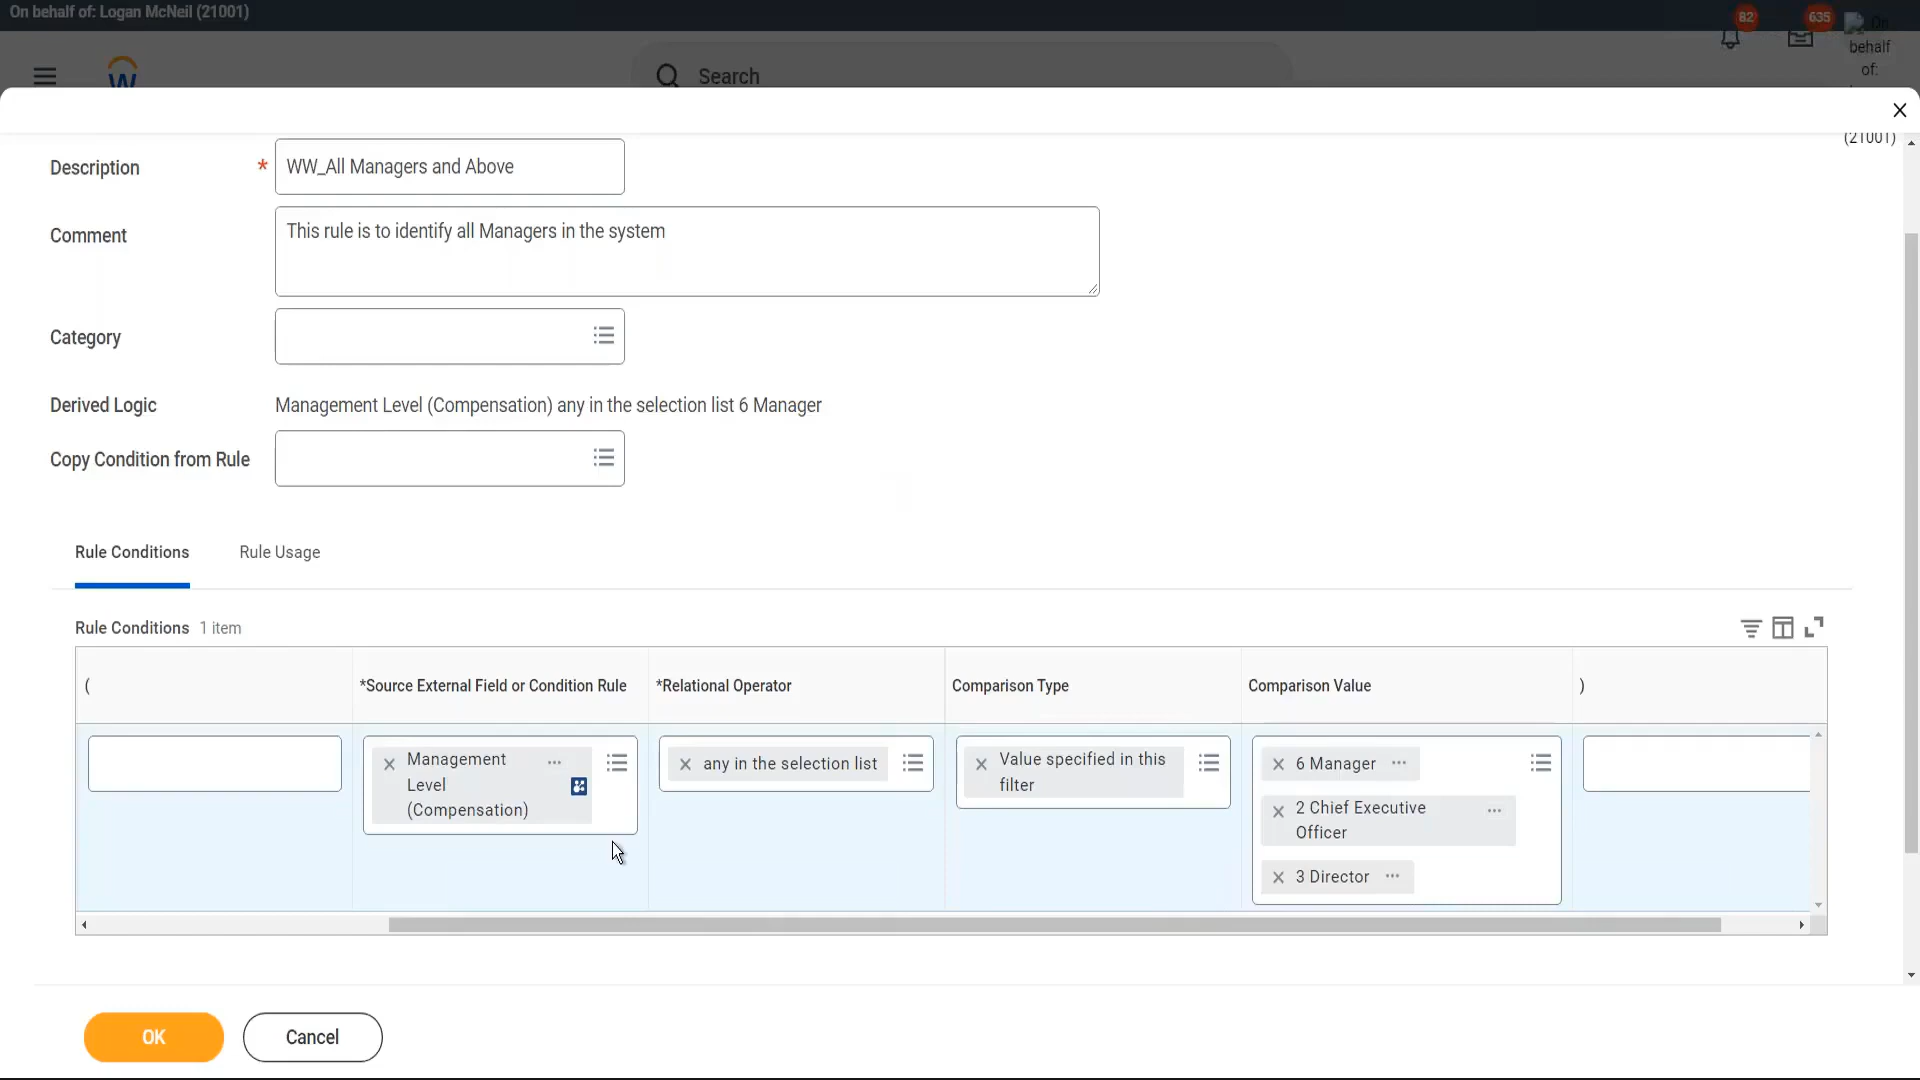 On behalf of: Logan McNeil (21001)
82
635
On
behalf
of:
W
Search
(21001)
Description
*
WW_All Managers and Above
Comment
This rule is to identify all Managers in the system
Category
Derived Logic
Management Level (Compensation) any in the selection list 6 Manager
Copy Condition from Rule
Rule Conditions
Rule Usage
Rule Conditions 1 item
(
*Source External Field or Condition Rule
*Relational Operator
Comparison Type
Comparison Value
)
Management
Level
(Compensation)
any in the selection list
Value specified in this
filter
6 Manager
2 Chief Executive
Officer
3 Director
OK
Cancel